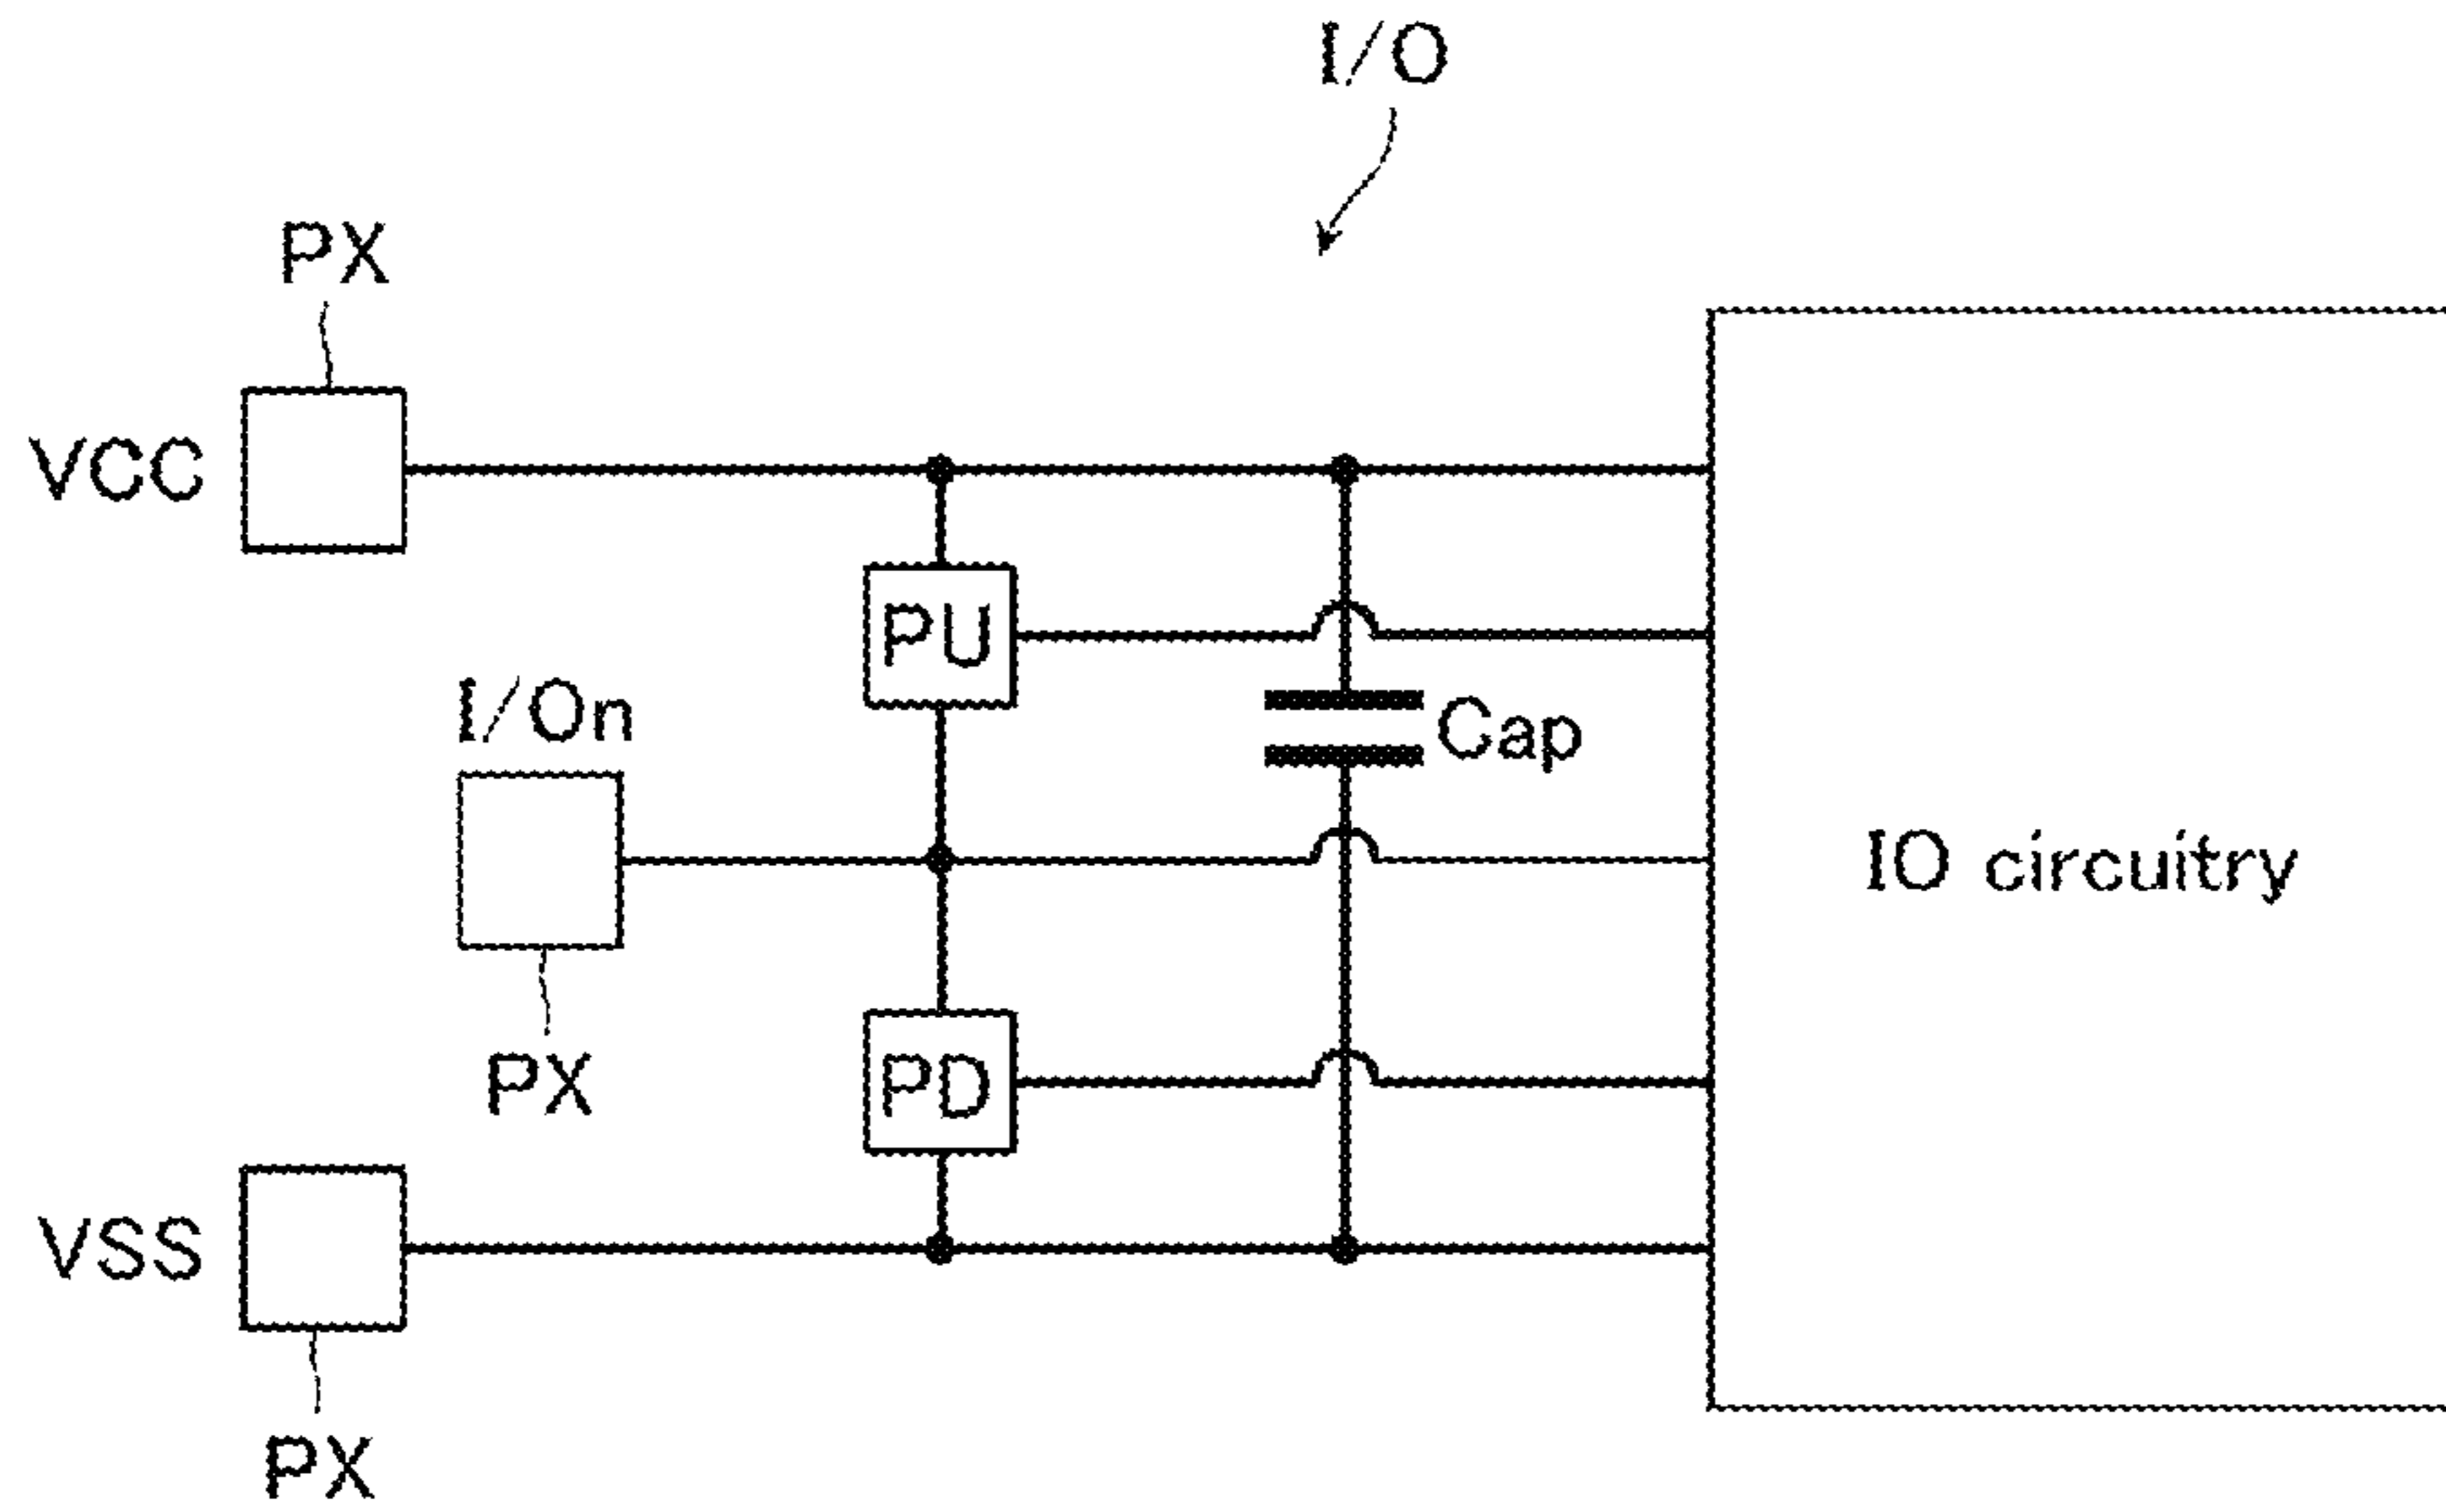 I/O
PX
VCC
PU
I/On
Cap
IO circuitry
PX
PD
VSS
PX